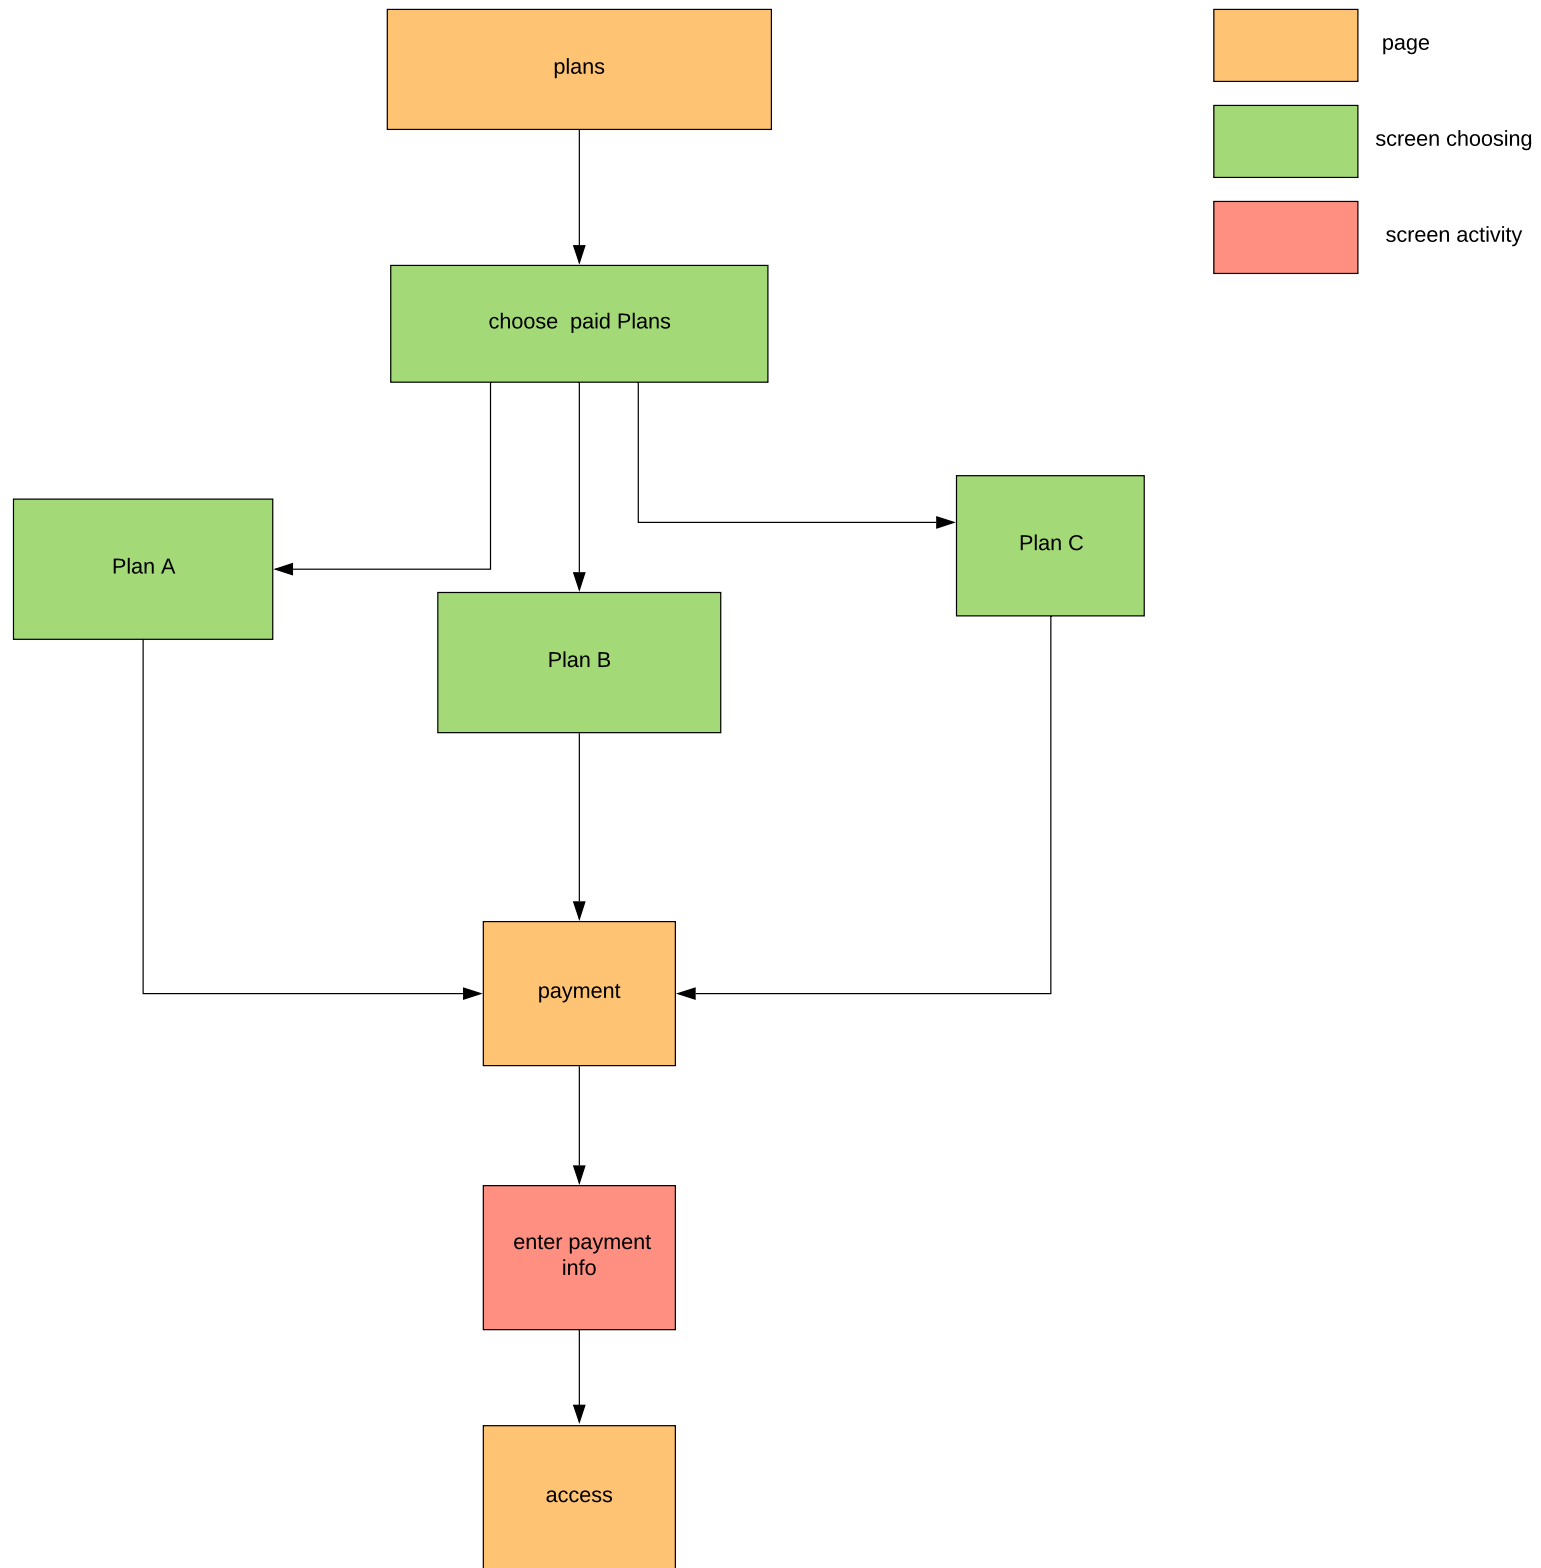 plans
page
screen choosing
screen activity
choose  paid Plans
Plan A
Plan B
Plan C
payment
enter payment
info
access